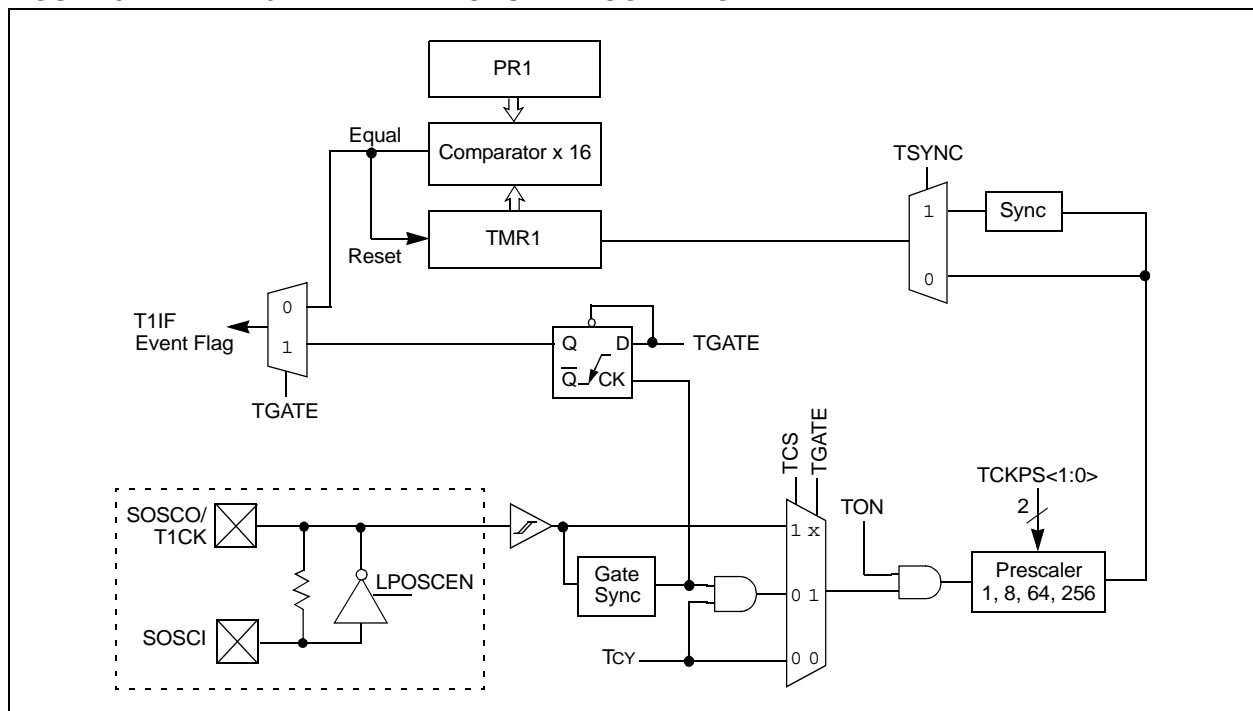 PR1
Equal
Comparator x 16
TSYNC
1
Sync
Reset
TMR1
0
0
T1IF
Event Flag
1
Q
D
TGATE
Q CK
TGATE
TCS
TGATE
TCKPS<1:0>
2
TON
SOSCO/
T1CK
1 x
LPOSCEN
Gate
Sync
0 1
Prescaler
1, 8, 64, 256
SOSCI
TCY
0 0